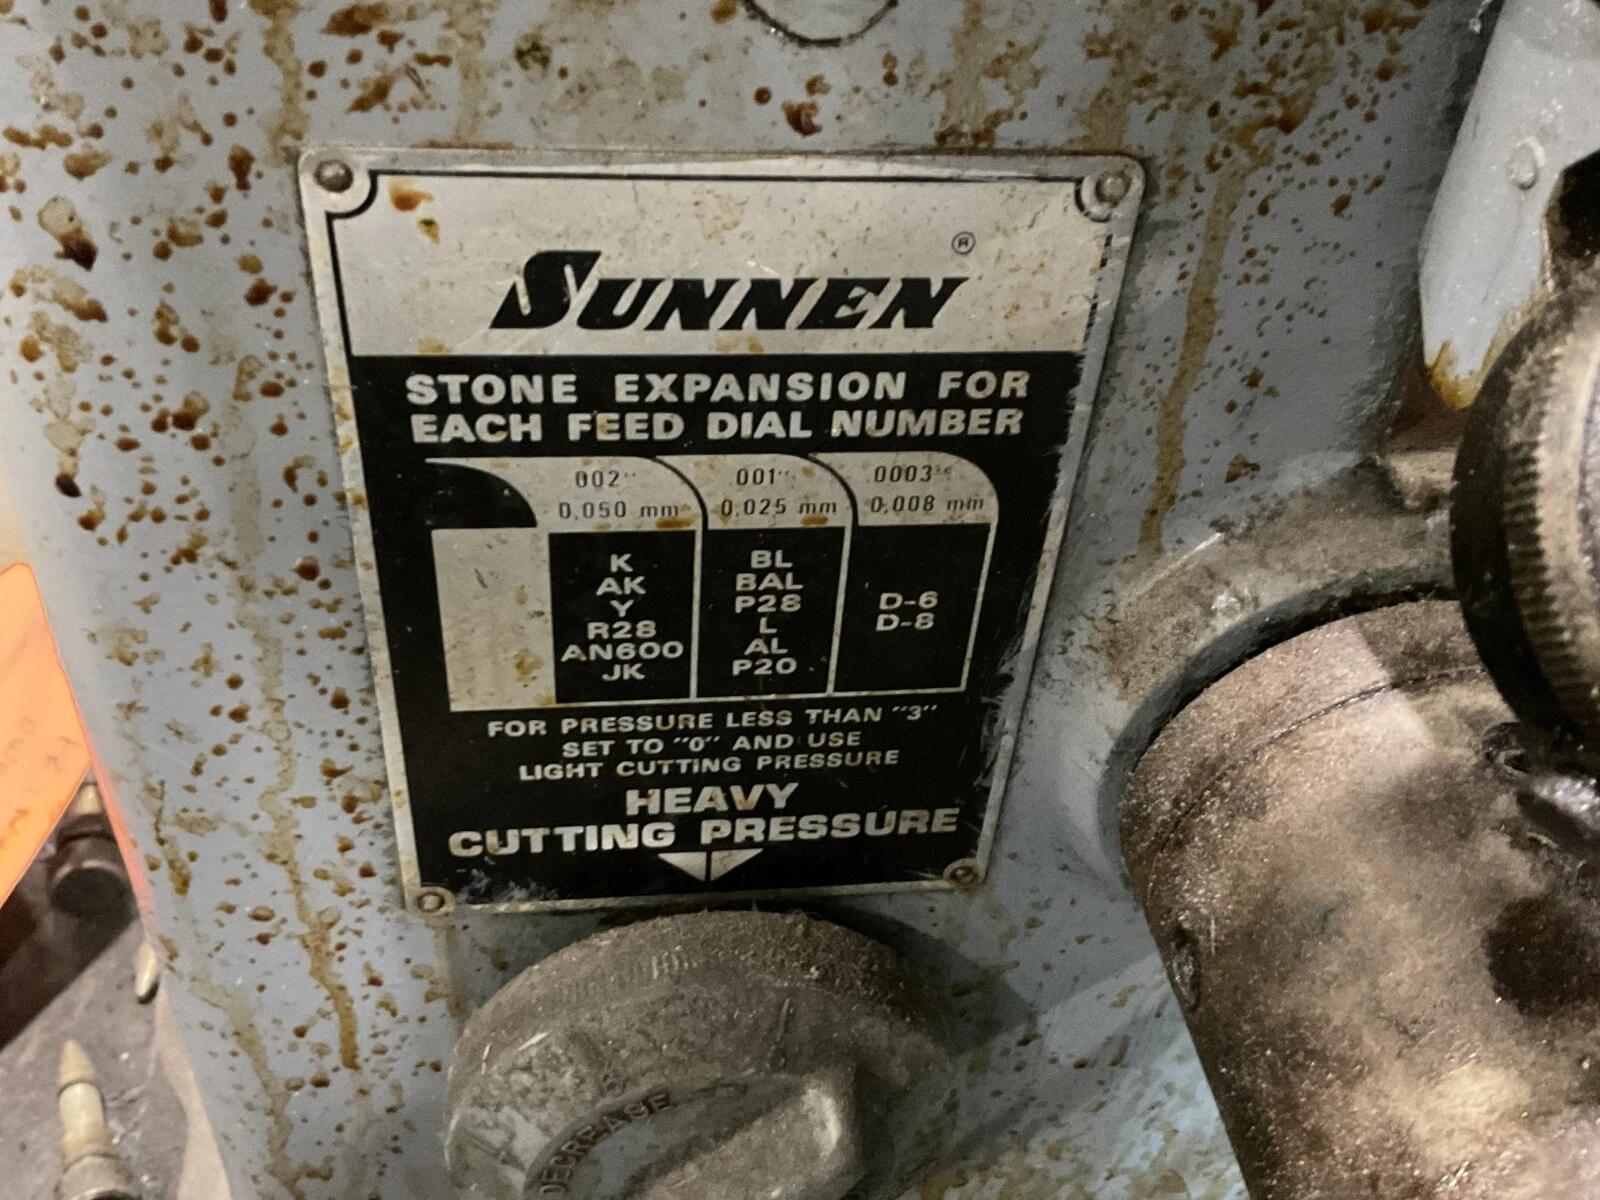 SUNNEN®
STONE EXPANSION FOR
EACH FEED DIAL NUMBER
.002" .001" .0003"
0,050 mm 0,025 mm 0,008 mm
K
AK
Y
R28
AN600
JK
BL
BAL
P28
L
AL
P20
D-6
D-8
FOR PRESSURE LESS THAN "3"
SET TO "0" AND USE
LIGHT CUTTING PRESSURE
HEAVY
CUTTING PRESSURE
DECREASE